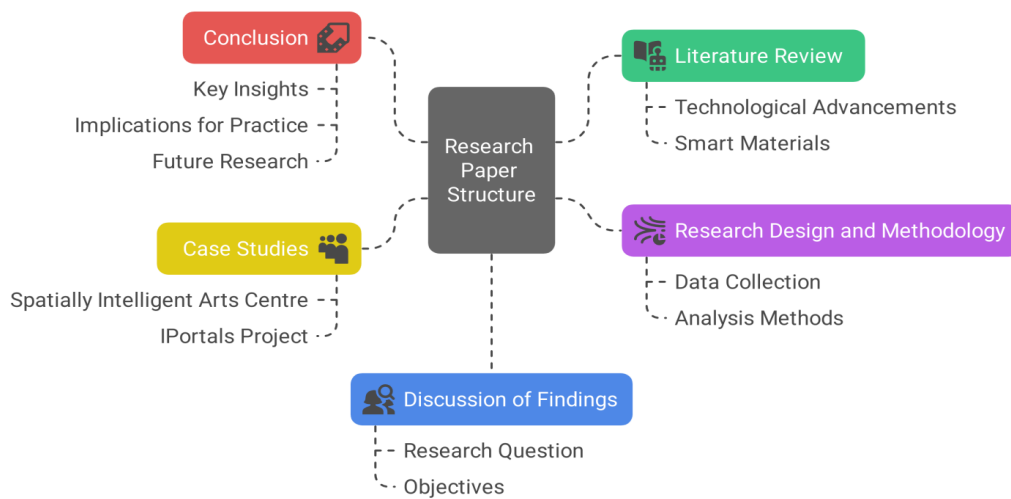 Research
Paper
Structure
Conclusion
Key Insights
Implications for Practice
Future Research
Case Studies
Spatially Intelligent Arts Centre
IPortals Project
Literature Review
Technological Advancements
Smart Materials
Research Design and Methodology
Data Collection
Analysis Methods
Discussion of Findings
Research Question
Objectives